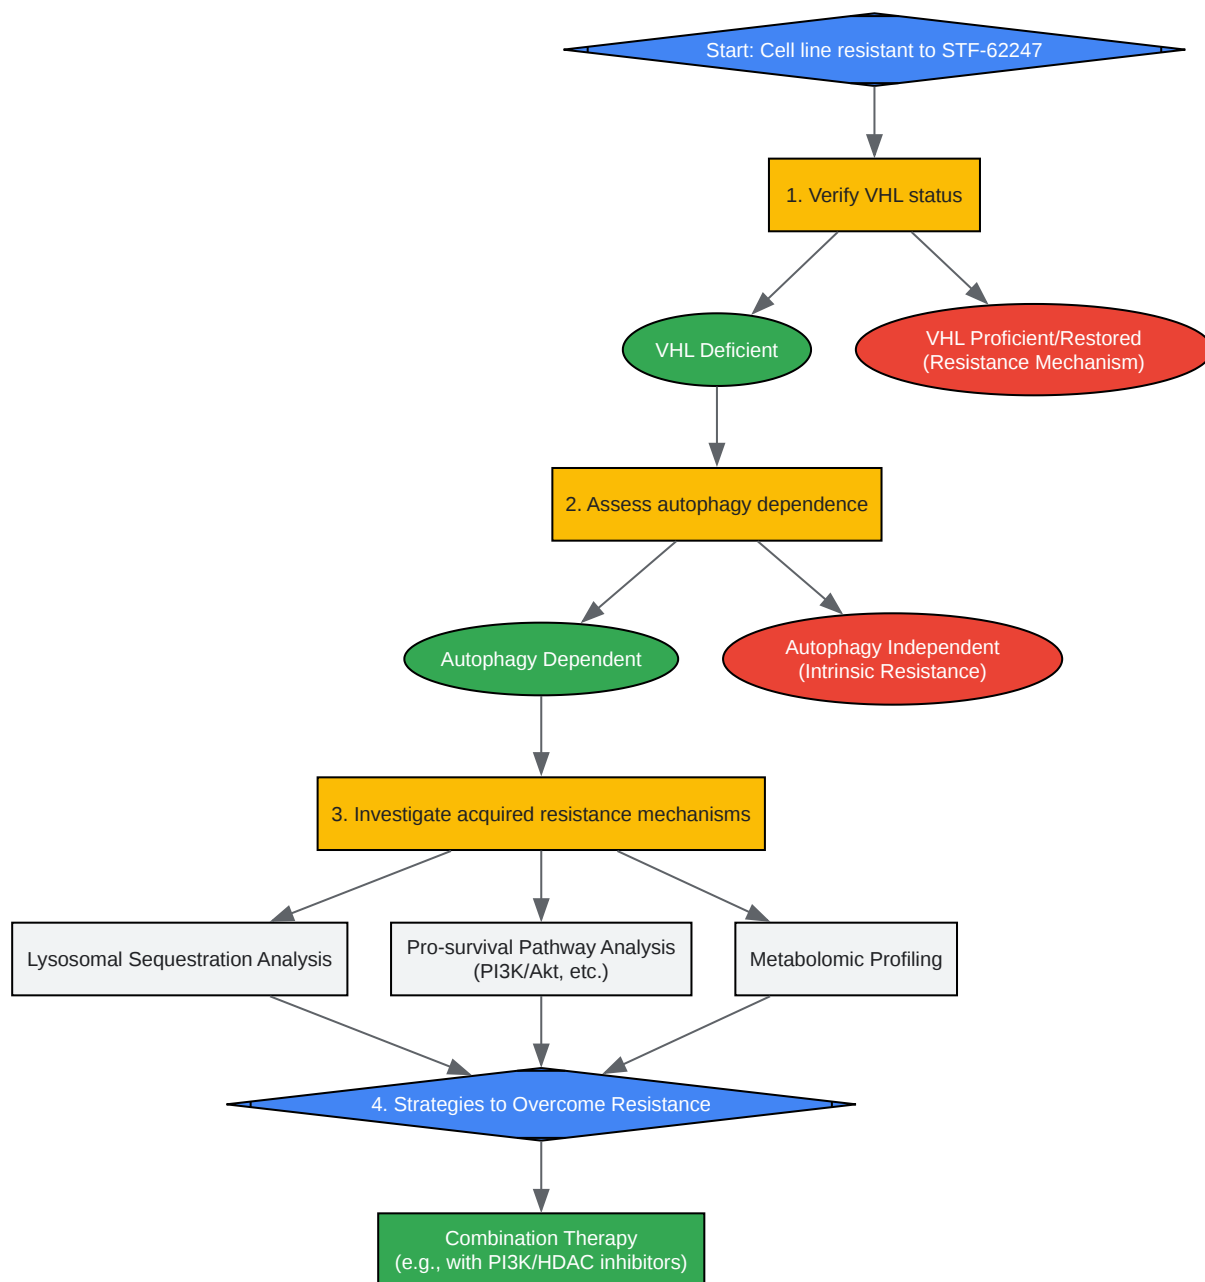 Start: Cell line resistant to STF-62247
1. Verify VHL status
VHL Deficient
VHL Proficient/Restored
(Resistance Mechanism)
2. Assess autophagy dependence
Autophagy Dependent
Autophagy Independent
(Intrinsic Resistance)
3. Investigate acquired resistance mechanisms
Lysosomal Sequestration Analysis
Pro-survival Pathway Analysis
(PI3K/Akt, etc.)
Metabolomic Profiling
4. Strategies to Overcome Resistance
Combination Therapy
(e.g., with PI3K/HDAC inhibitors)